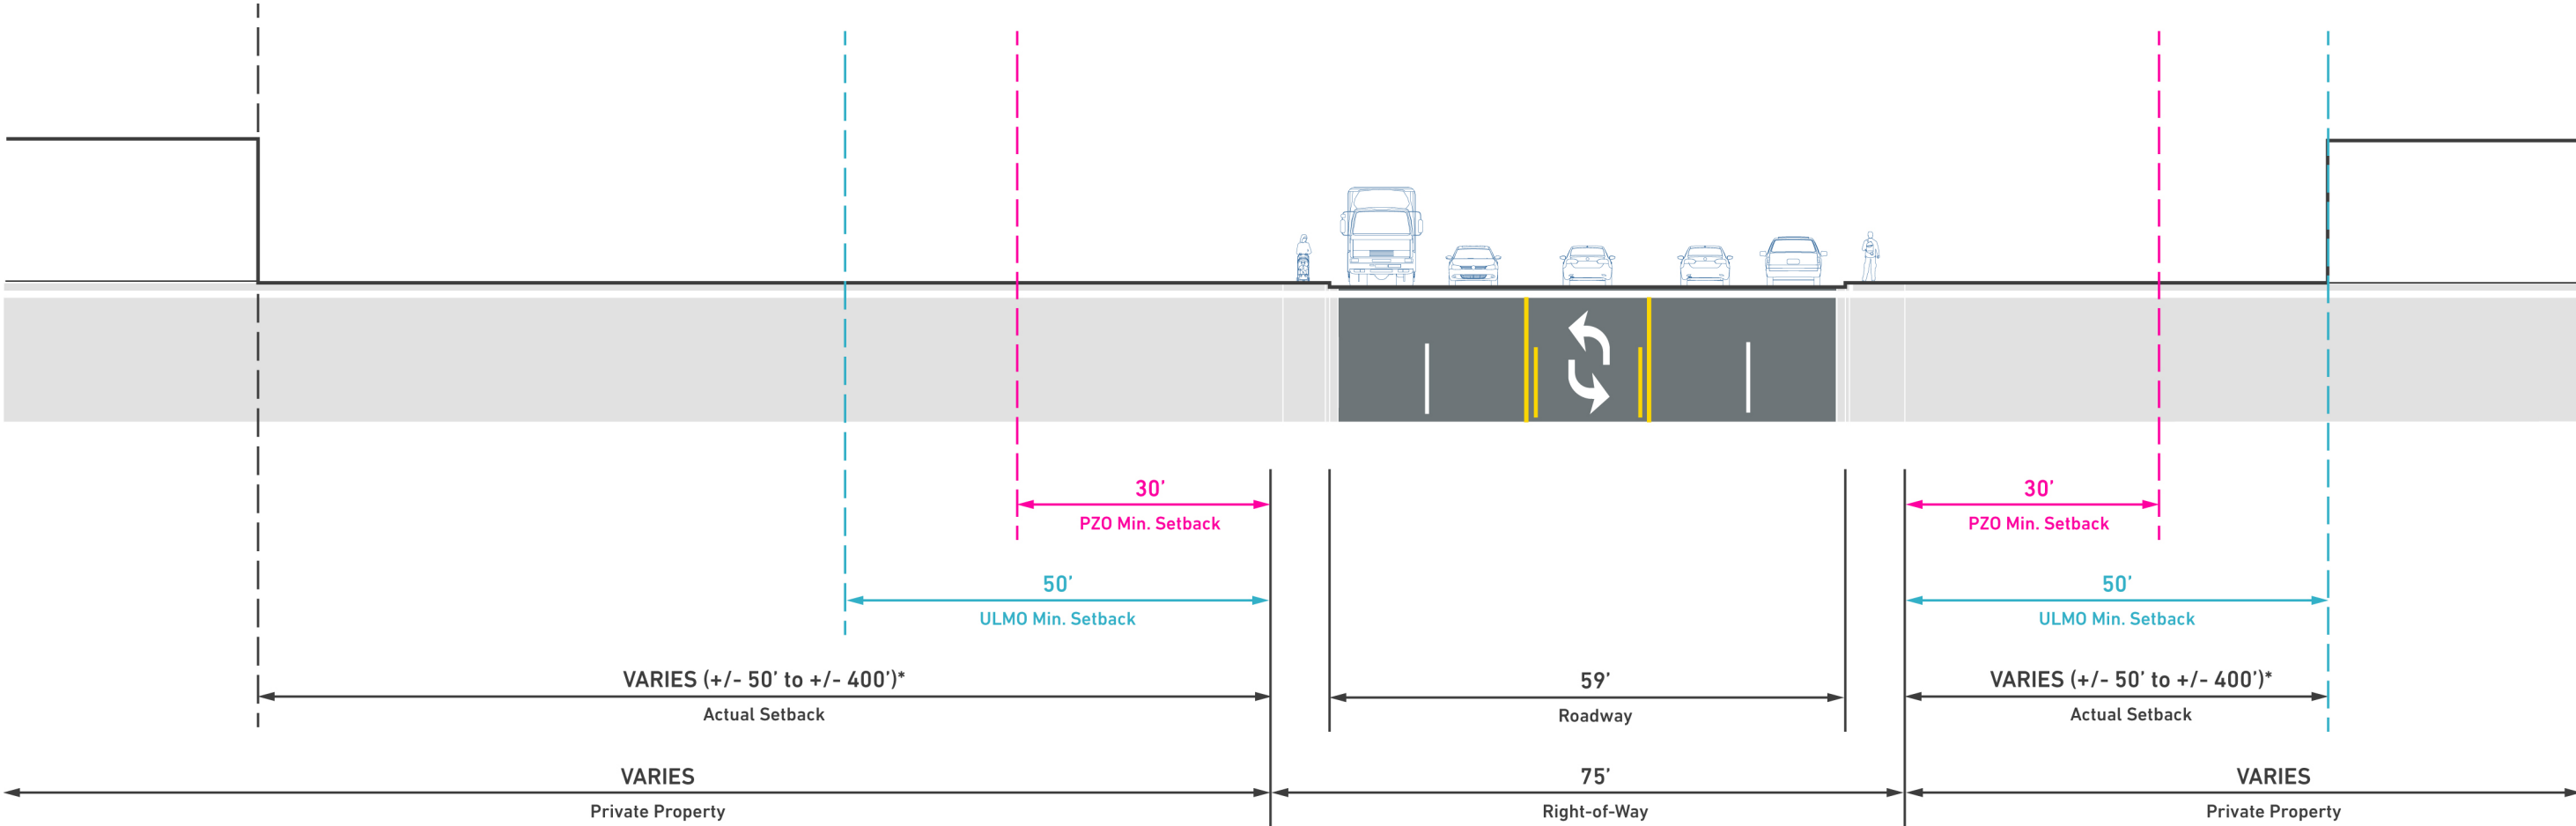 30’
PZO Min. Setback
30’
PZO Min. Setback
50’
ULMO Min. Setback
50’
ULMO Min. Setback
VARIES (+/- 50’ to +/- 400’)*
Actual Setback
59’
Roadway
VARIES (+/- 50’ to +/- 400’)*
Actual Setback
VARIES
Private Property
75’
Right-of-Way
VARIES
Private Property